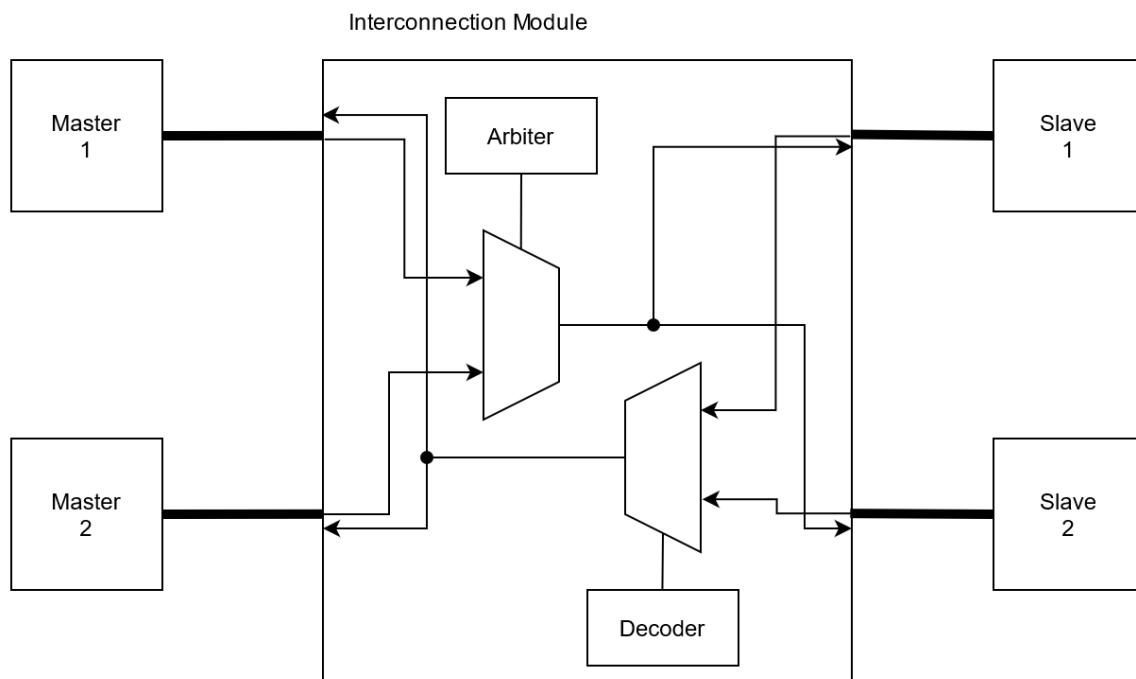 Interconnection Module
Master
1
Arbiter
Slave
1
Master
2
Slave
2
Decoder